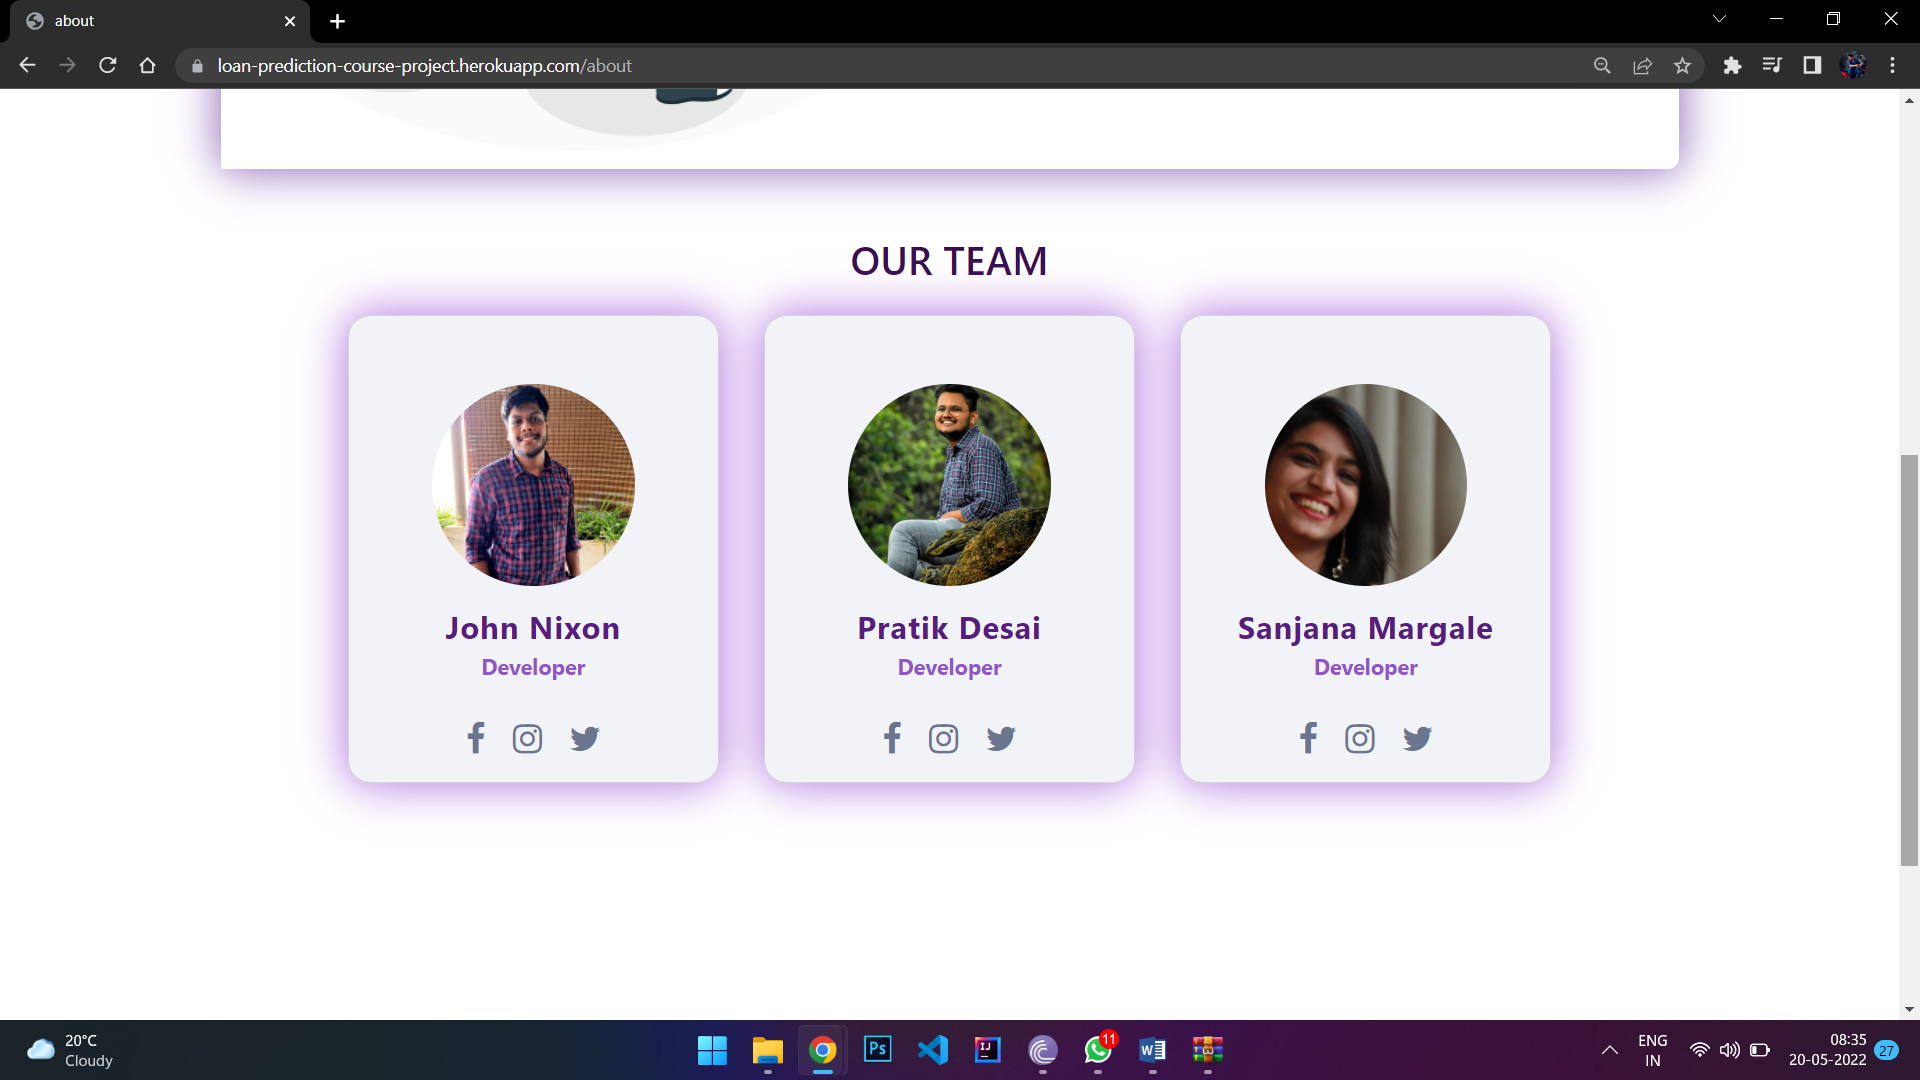 about
loan-prediction-course-project.herokuapp.com/about
OUR TEAM
John Nixon
Developer
Pratik Desai
Developer
Sanjana Margale
Developer
20°C
Cloudy
Ps
IJ
11
W
ENG
IN
08:35
20-05-2022
27